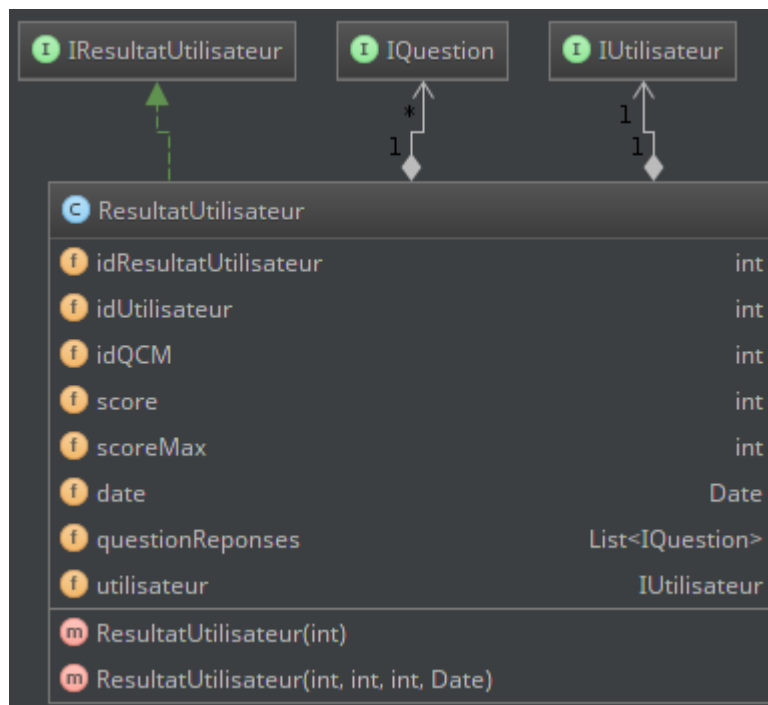 I IResultatUtilisateur I IQuestion I IUtilisateur
* 1
1 1
C ResultatUtilisateur
f idResultatUtilisateur int
f idUtilisateur int
f idQCM int
f score int
f scoreMax int
f date Date
f questionReponses List<IQuestion>
f utilisateur IUtilisateur
m ResultatUtilisateur(int)
m ResultatUtilisateur(int, int, int, Date)